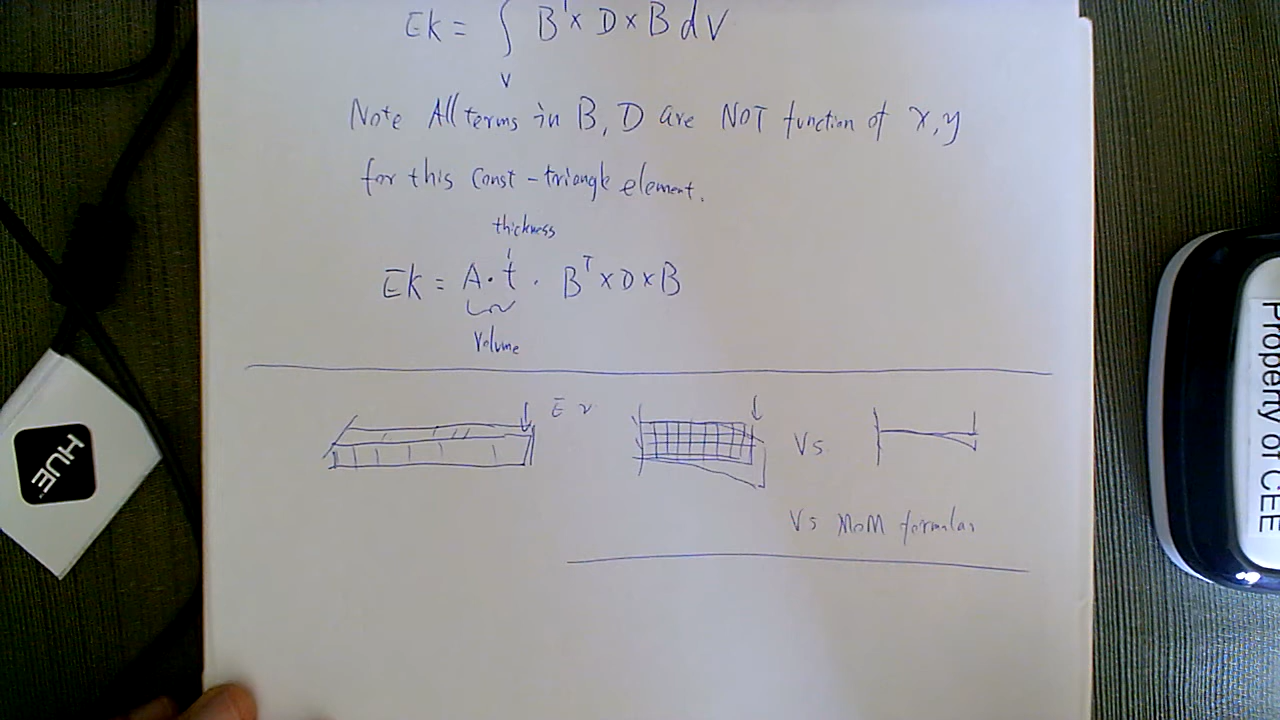 Ek = ∫ B' × D × B dV
V
Note All terms in B, D are NOT function of x, y
for this const-triangle element.
thickness
Ek = A · t · Bᵀ × D × B
Volume
E ν
Vs.
Vs MoM formulas
HUE
Property of CEE